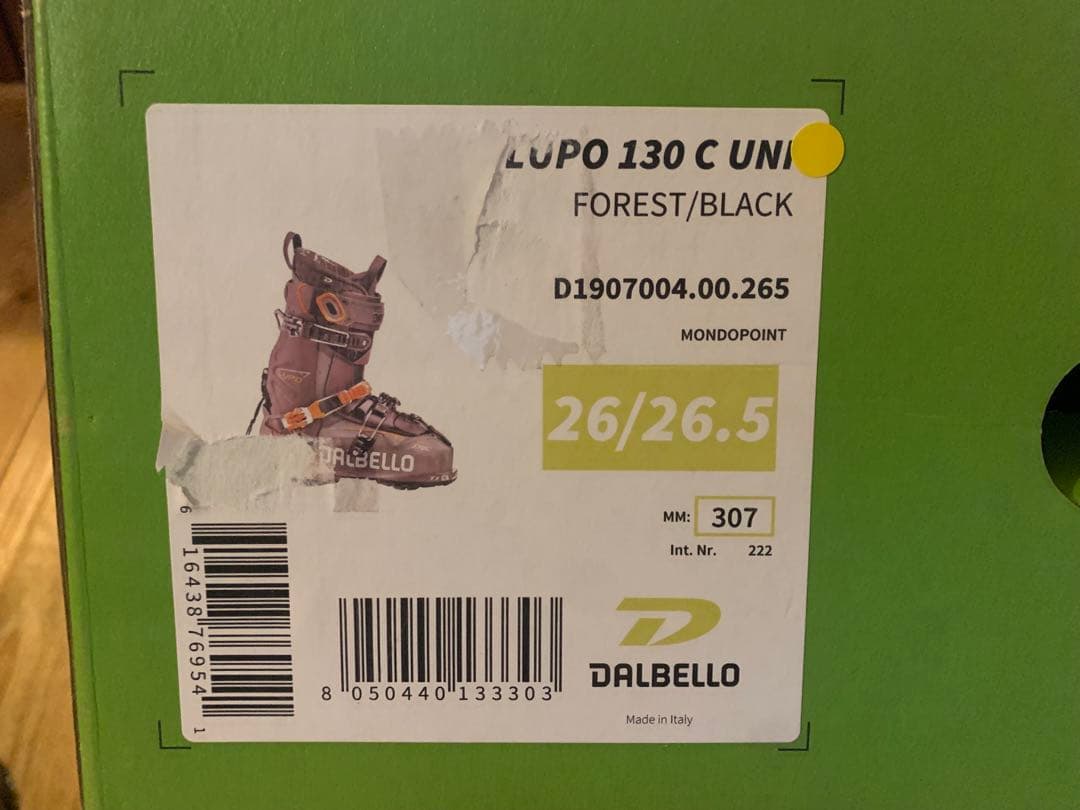 LUPO 130 C UNI
FOREST/BLACK
D1907004.00.265
MONDOPOINT
26/26.5
LUPO
DALBELLO
MM: 307
Int. Nr. 222
6 16438 76954 1
8 050440 133303
DALBELLO
Made in Italy